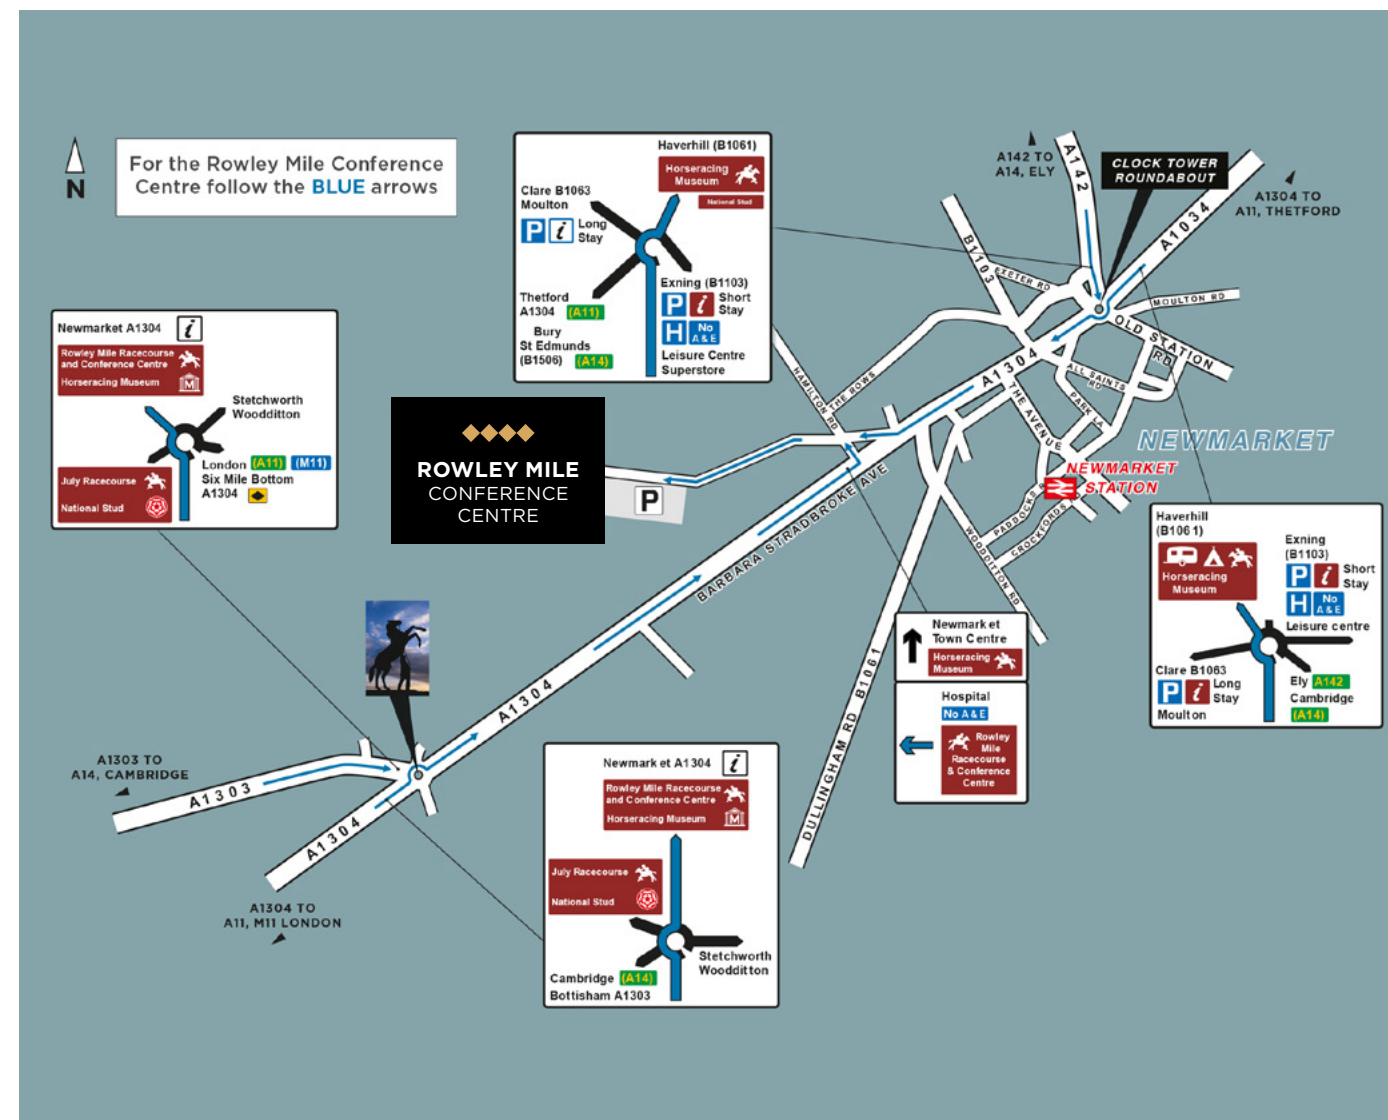 N
For the Rowley Mile Conference
Centre follow the BLUE arrows
Haverhill (B1061)
Horseracing
Museum
National Stud
Clare B1063
Moulton
P i Long
Stay
Exning (B1103)
P i Short
Stay
H No
A & E
Leisure Centre
Superstore
Thetford
A1304 (A11)
Bury
St Edmunds
(B1506) (A14)
A142 TO
A14, ELY
A142
CLOCK TOWER
ROUNDABOUT
A1304 TO
A11, THETFORD
A1034
B1103
EXETER RD
MOULTON RD
OLD STATION
RD
A1304
ALL SAINTS
RD
PARK LA
THE AVENUE
HAMILTON RD
THE ROWS
NEWMARKET
NEWMARKET
STATION
PADDOCKS
CROCKFORDS
WOODDITTON RD
Newmarket A1304 i
Rowley Mile Racecourse
and Conference Centre
Horseracing Museum M
Stetchworth
Woodditton
London (A11) (M11)
Six Mile Bottom
A1304
July Racecourse
National Stud
ROWLEY MILE
CONFERENCE
CENTRE
P
BARBARA STRADBROKE AVE
DULLINGHAM RD B1061
Haverhill
(B1061)
Horseracing
Museum
Exning
(B1103)
P i Short
Stay
H No
A & E
Leisure centre
Clare B1063
P i Long
Stay
Moulton
Ely A142
Cambridge
(A14)
Newmarket
Town Centre
Horseracing
Museum
Hospital
No A & E
Rowley
Mile
Racecourse
& Conference
Centre
A1304
A1303 TO
A14, CAMBRIDGE
A1303
A1304
A1304 TO
A11, M11 LONDON
Newmarket A1304 i
Rowley Mile Racecourse
and Conference Centre
Horseracing Museum M
July Racecourse
National Stud
Stetchworth
Woodditton
Cambridge (A14)
Bottisham A1303